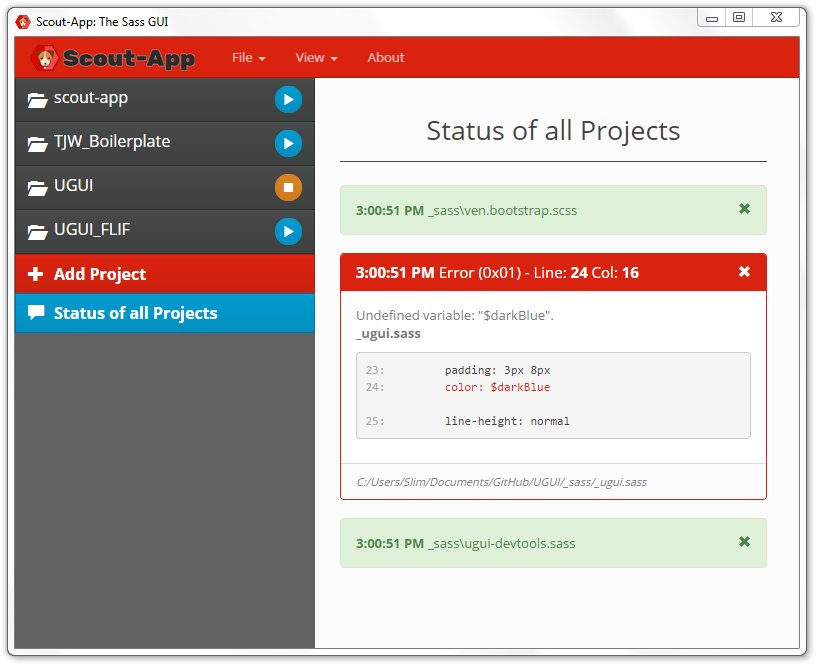 Scout-App: The Sass GUI
Scout-App File View About
scout-app
TJW_Boilerplate
UGUI
UGUI_FLIF
Add Project
Status of all Projects
Status of all Projects
3:00:51 PM _sass\ven.bootstrap.scss
3:00:51 PM Error (0x01) - Line: 24 Col: 16
Undefined variable: "$darkBlue".
_ugui.sass
23: padding: 3px 8px
24: color: $darkBlue
25: line-height: normal
C:/Users/Slim/Documents/GitHub/UGUI/_sass/_ugui.sass
3:00:51 PM _sass\ugui-devtools.sass